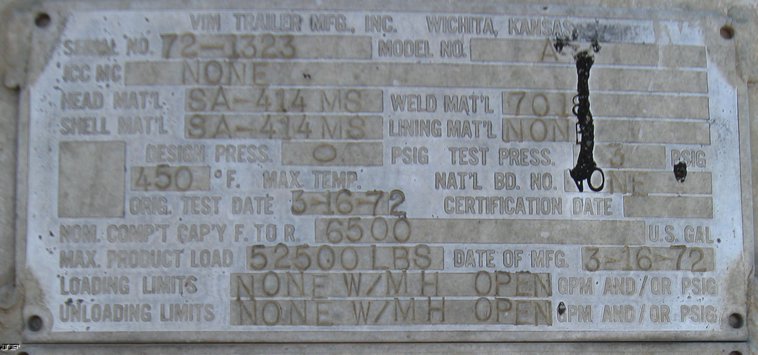 VIM TRAILER MFG., INC. WICHITA, KANSAS
SERIAL NO. 72-1323 MODEL NO. A
ICC MC NONE
HEAD MAT'L SA-414 MS WELD MAT'L
SHELL MAT'L SA-414 MS LINING MAT'L NONE
DESIGN PRESS. 0 PSIG TEST PRESS. 3 PSIG
450 °F. MAX. TEMP. NAT'L BD. NO. NONE
ORIG. TEST DATE 3-16-72 CERTIFICATION DATE
NOM. COMP'T CAP'Y F. TO R. 6500 U.S. GAL
MAX. PRODUCT LOAD 52500 LBS DATE OF MFG. 3-16-72
LOADING LIMITS NONE W/MH OPEN GPM AND/OR PSIG
UNLOADING LIMITS NONE W/MH OPEN GPM AND/OR PSIG